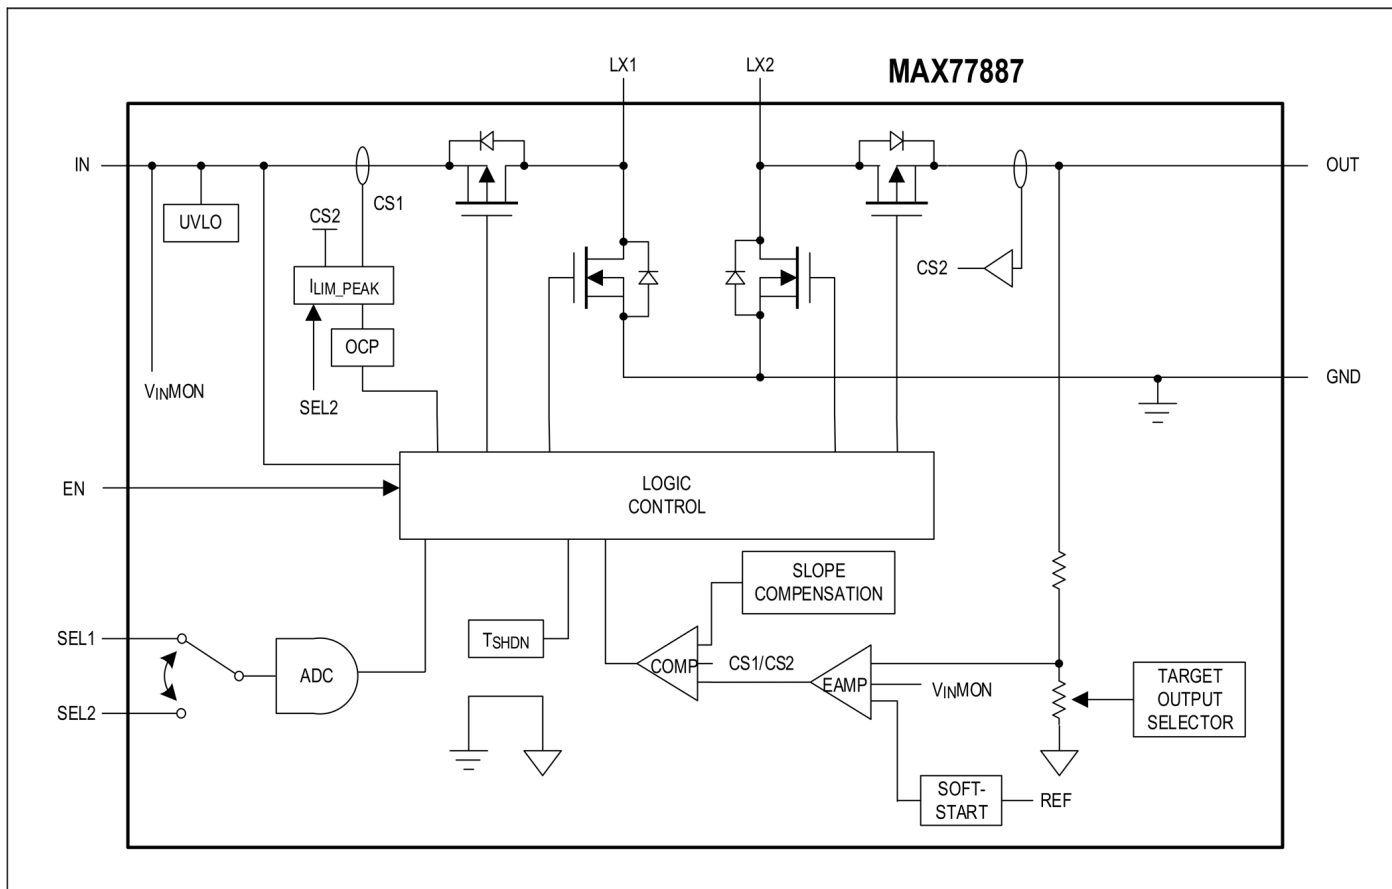 LX1
LX2
MAX77887
IN
OUT
CS1
CS2
UVLO
CS2
ILIM_PEAK
OCP
VINMON
SEL2
GND
EN
LOGIC
CONTROL
SLOPE
COMPENSATION
SEL1
ADC
TSHDN
COMP
CS1/CS2
EAMP
VINMON
TARGET
OUTPUT
SELECTOR
SEL2
SOFT-
START
REF